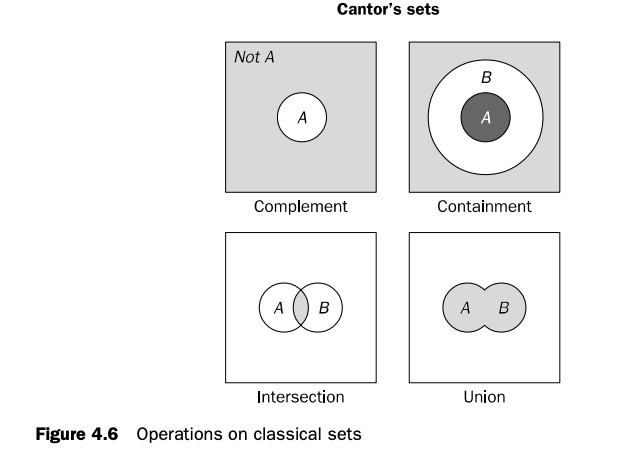 Cantor's sets
Not A
A
B
A
Complement
Containment
A B
A B
Intersection
Union
Figure 4.6 Operations on classical sets